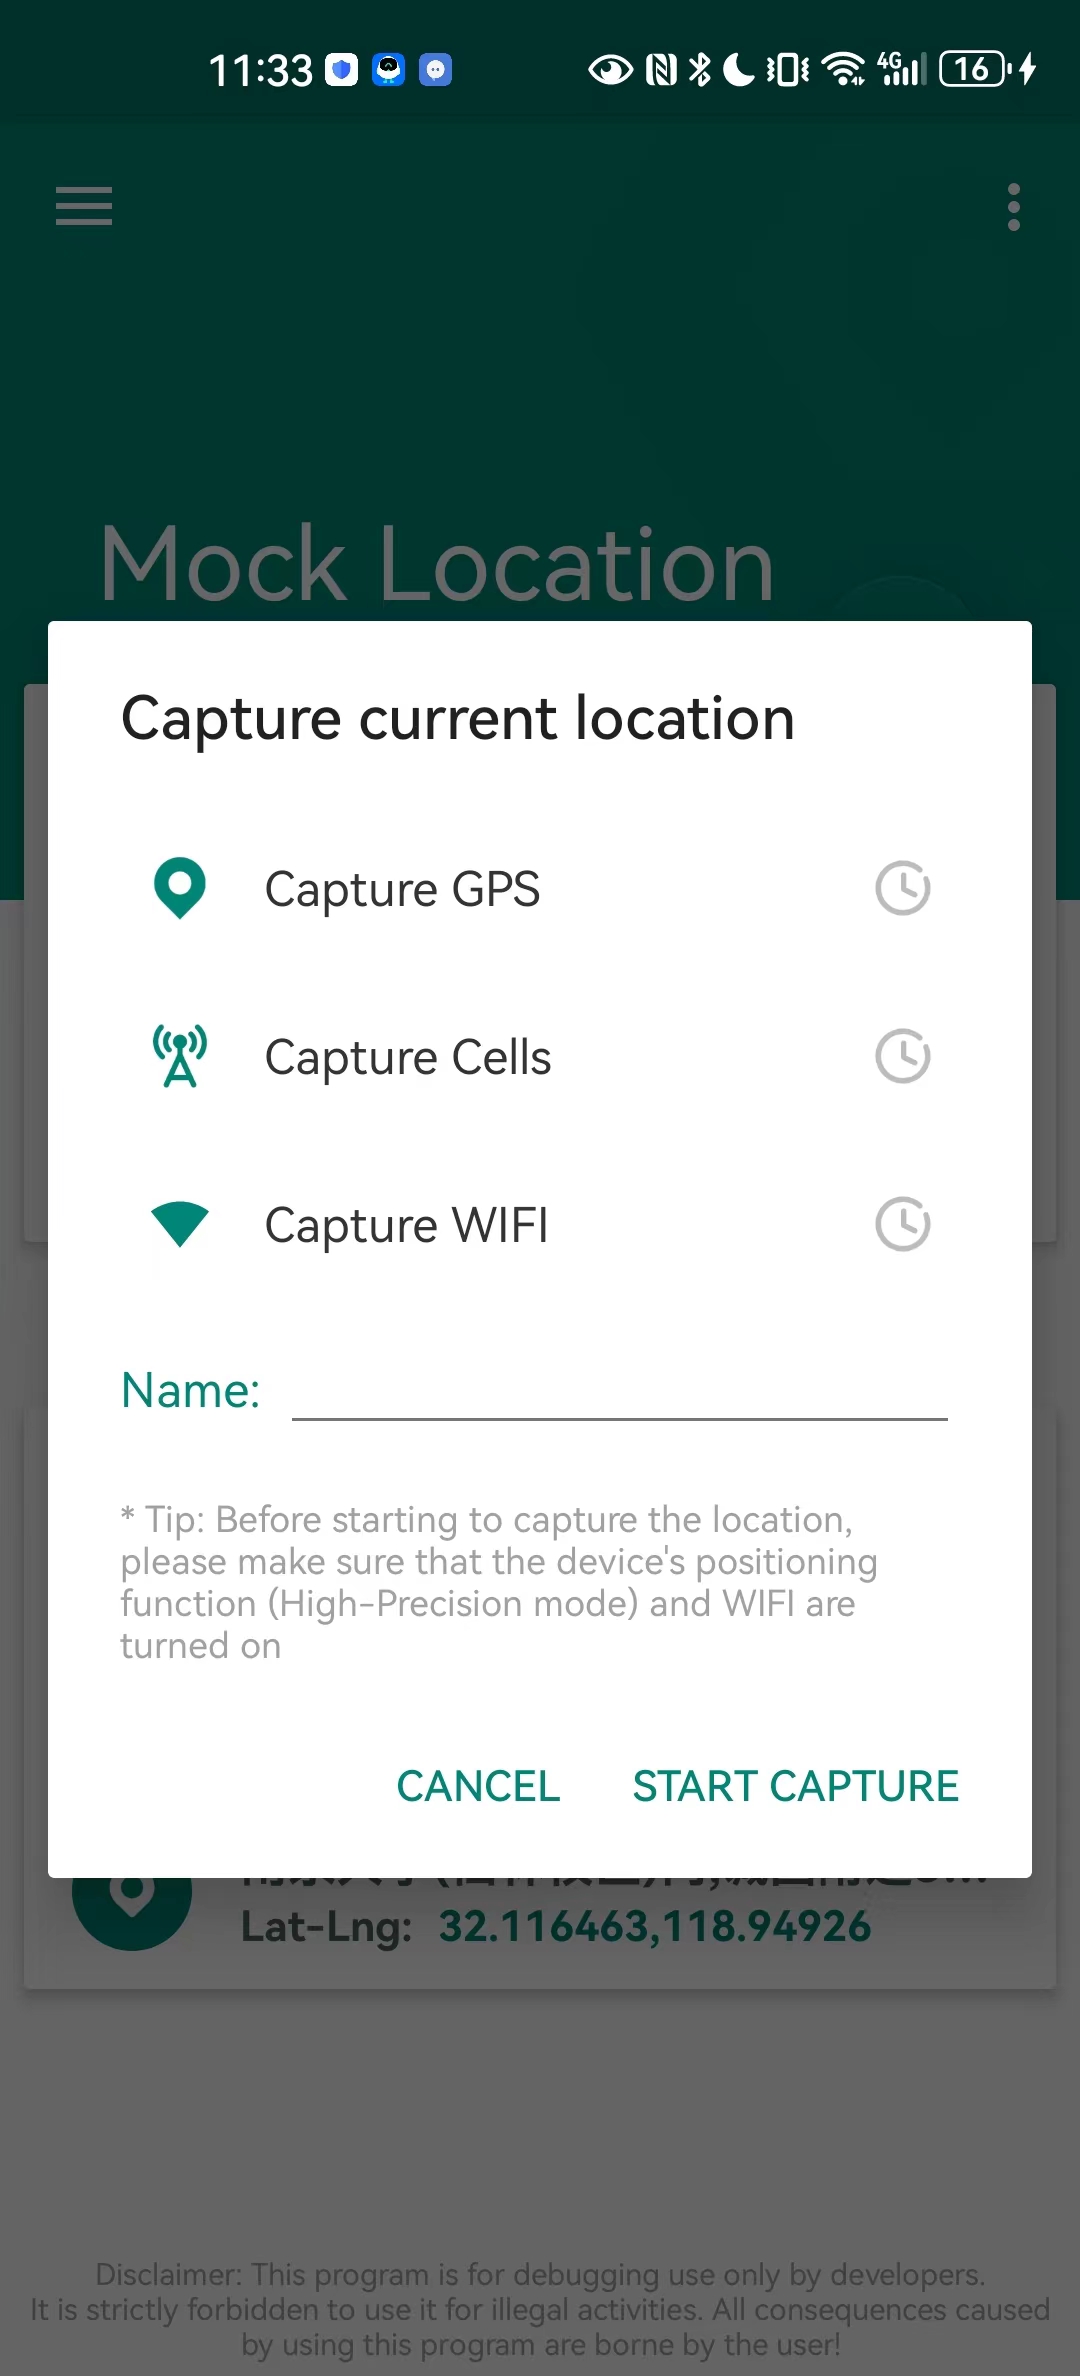 11:33
4G
16
Mock Location
Capture current location
Capture GPS
Capture Cells
Capture WIFI
Name:
* Tip: Before starting to capture the location,
please make sure that the device's positioning
function (High-Precision mode) and WIFI are
turned on
CANCEL START CAPTURE
Lat-Lng: 32.116463,118.94926
Disclaimer: This program is for debugging use only by developers.
It is strictly forbidden to use it for illegal activities. All consequences caused
by using this program are borne by the user!